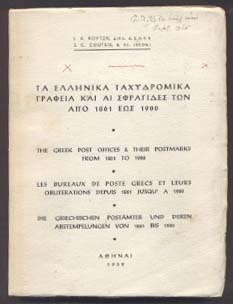 ΤΑ ΕΛΛΗΝΙΚΑ ΤΑΧΥΔΡΟΜΙΚΑ
ΓΡΑΦΕΙΑ ΚΑΙ ΑΙ ΣΦΡΑΓΙΔΕΣ ΤΩΝ
ΑΠΟ 1861 ΕΩΣ 1900
THE GREEK POST OFFICES & THEIR POSTMARKS
FROM 1861 TO 1900
LES BUREAUX DE POSTE GRECS ET LEURS
OBLITERATIONS DEPUIS 1861 JUSQU'A 1900
DIE GRIECHISCHEN POSTÄMTER UND DEREN
ABSTEMPELUNGEN VON 1861 BIS 1900
ΑΘΗΝΑΙ